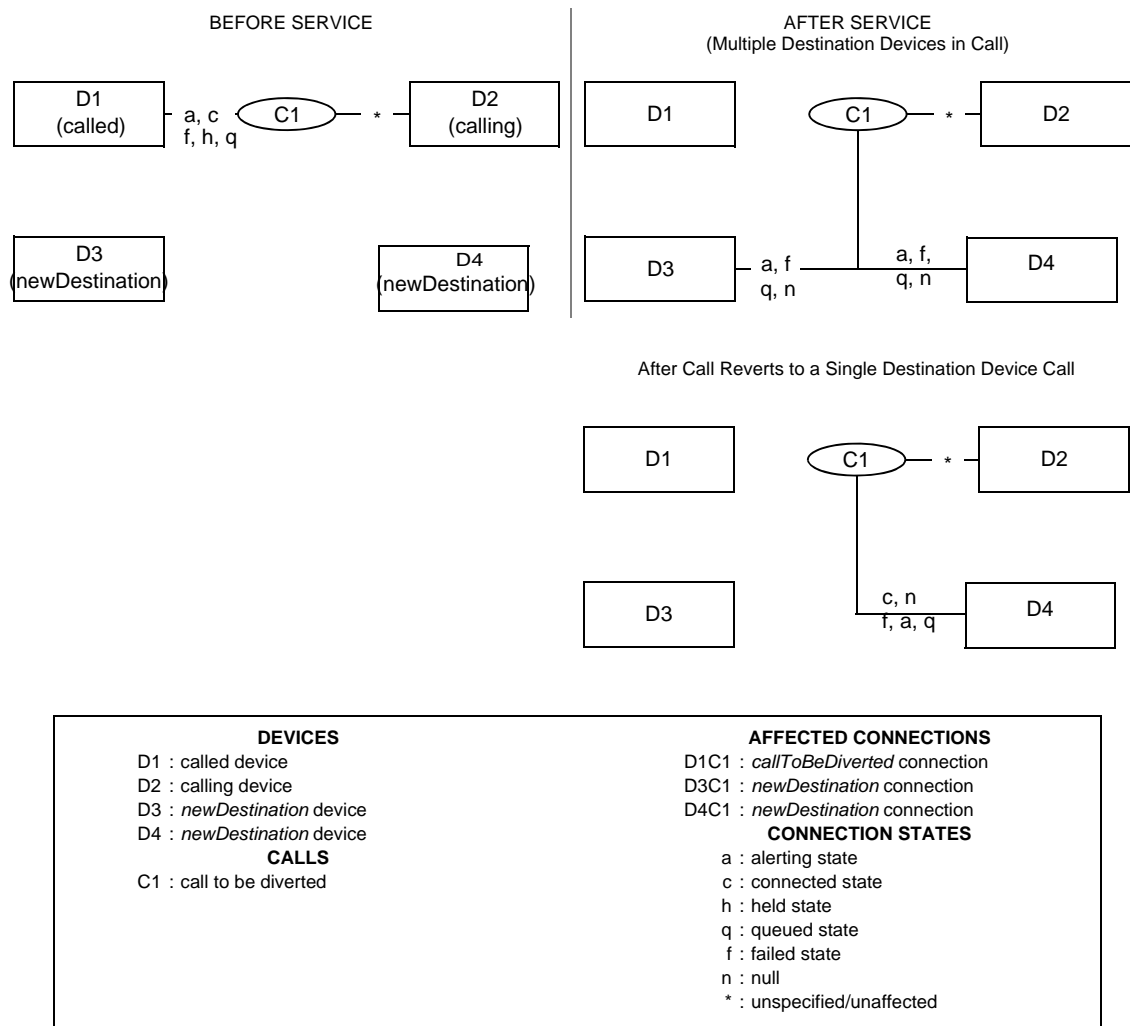 BEFORE SERVICE
AFTER SERVICE
(Multiple Destination Devices in Call)
D1
(called)
a, c
f, h, q
C1
*
D2
(calling)
D1
C1
*
D2
D3
(newDestination)
D4
(newDestination)
D3
a, f
q, n
a, f,
q, n
D4
After Call Reverts to a Single Destination Device Call
D1
C1
*
D2
D3
c, n
f, a, q
D4
DEVICES
D1 : called device
D2 : calling device
D3 : newDestination device
D4 : newDestination device
CALLS
C1 : call to be diverted
AFFECTED CONNECTIONS
D1C1 : callToBeDiverted connection
D3C1 : newDestination connection
D4C1 : newDestination connection
CONNECTION STATES
a : alerting state
c : connected state
h : held state
q : queued state
f : failed state
n : null
* : unspecified/unaffected